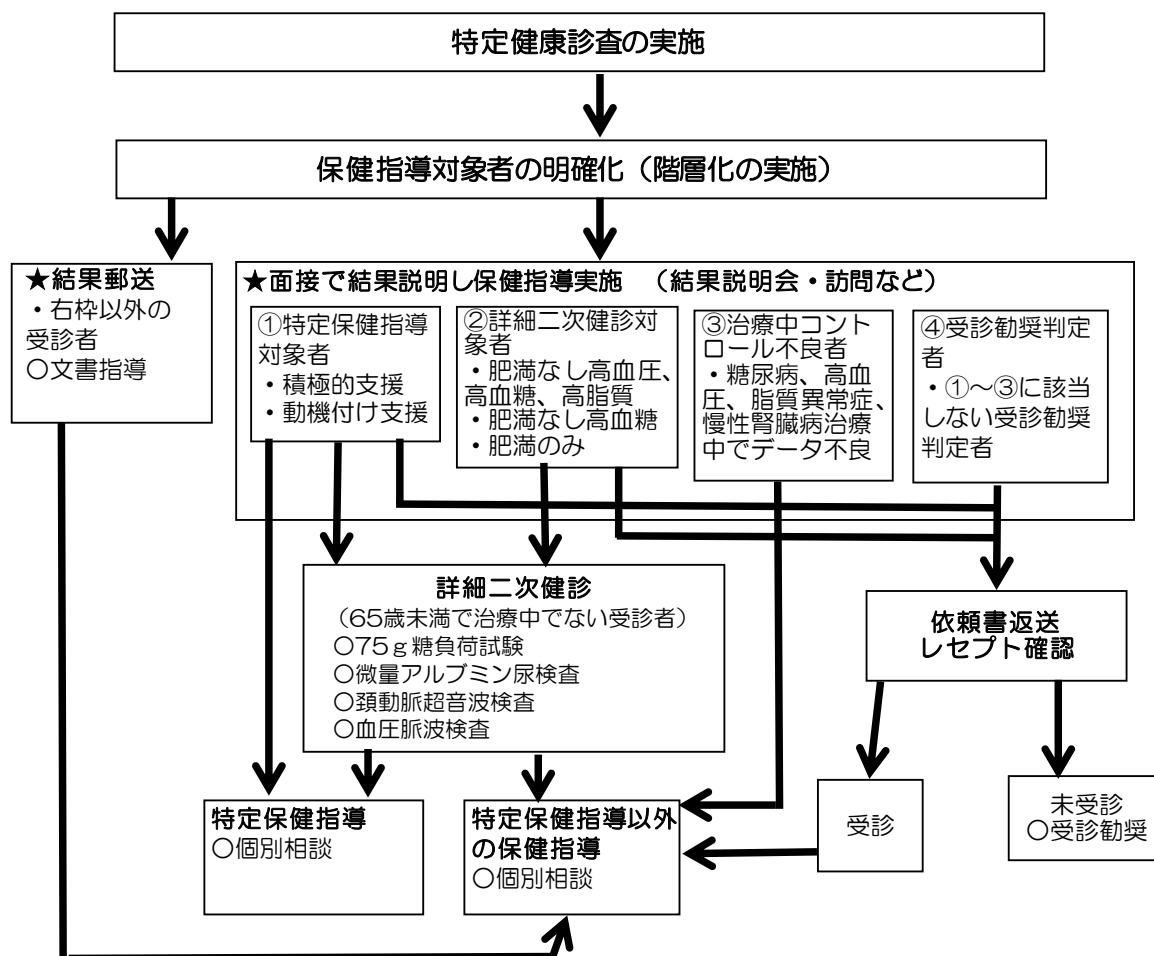 特定健康診査の実施
保健指導対象者の明確化（階層化の実施）
★結果郵送
・右枠以外の
受診者
○文書指導
★面接で結果説明し保健指導実施　（結果説明会・訪問など）
①特定保健指導
対象者
・積極的支援
・動機付け支援
②詳細二次健診対
象者
・肥満なし高血圧、
高血糖、高脂質
・肥満なし高血糖
・肥満のみ
③治療中コント
ロール不良者
・糖尿病、高血
圧、脂質異常症、
慢性腎臓病治療
中でデータ不良
④受診勧奨判定
者
・①～③に該当
しない受診勧奨
判定者
詳細二次健診
（65歳未満で治療中でない受診者）
○75ｇ糖負荷試験
○微量アルブミン尿検査
○頚動脈超音波検査
○血圧脈波検査
依頼書返送
レセプト確認
特定保健指導
○個別相談
特定保健指導以外
の保健指導
○個別相談
受診
未受診
○受診勧奨